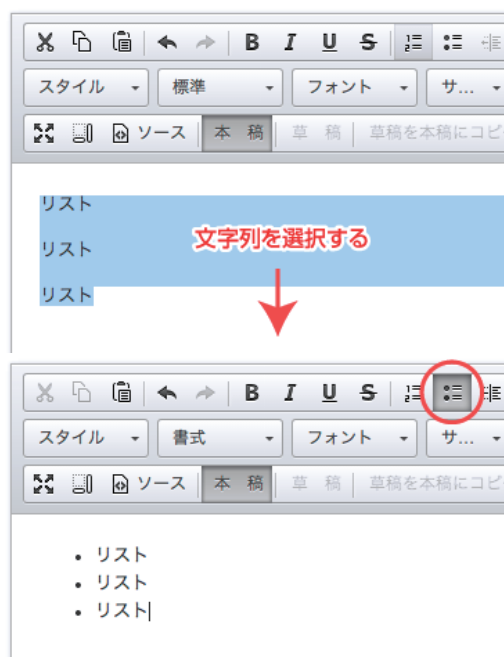 B I U S
スタイル 標準 フォント サ...
ソース 本 稿 草 稿 草稿を本稿にコピ
リスト
文字列を選択する
リスト
リスト
B I U S
スタイル 書式 フォント サ...
ソース 本 稿 草 稿 草稿を本稿にコピ
• リスト
• リスト
• リスト